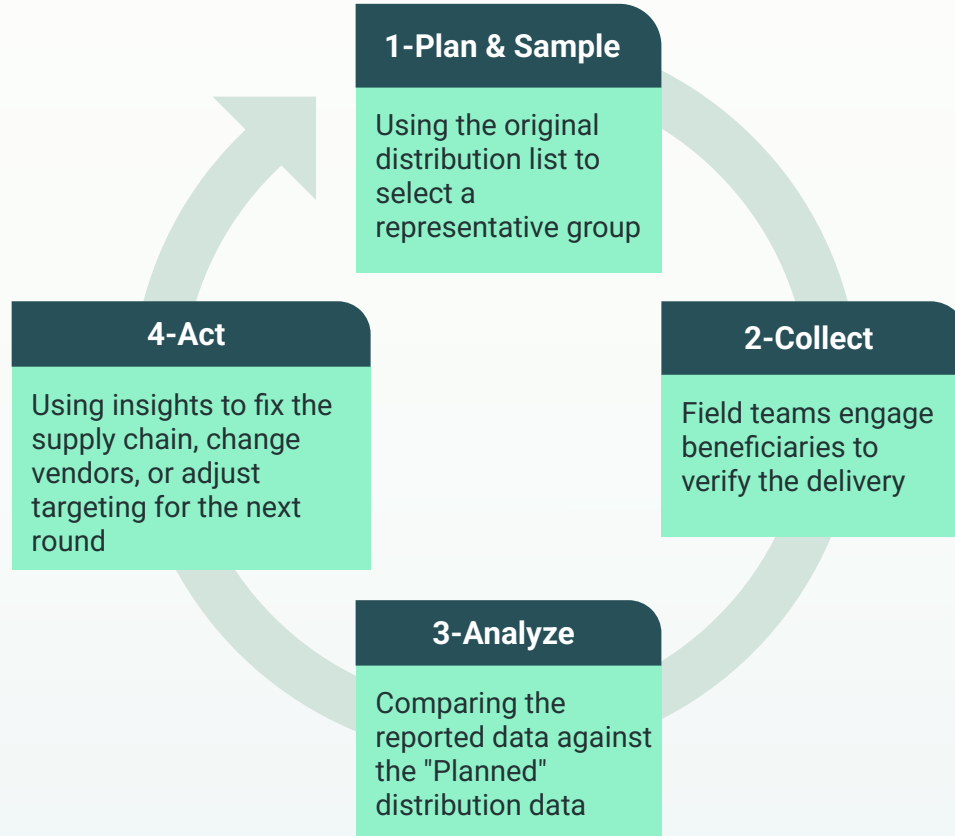 1-Plan & Sample
Using the original
distribution list to
select a
representative group
2-Collect
Field teams engage
beneficiaries to
verify the delivery
3-Analyze
Comparing the
reported data against
the "Planned"
distribution data
4-Act
Using insights to fix the
supply chain, change
vendors, or adjust
targeting for the next
round